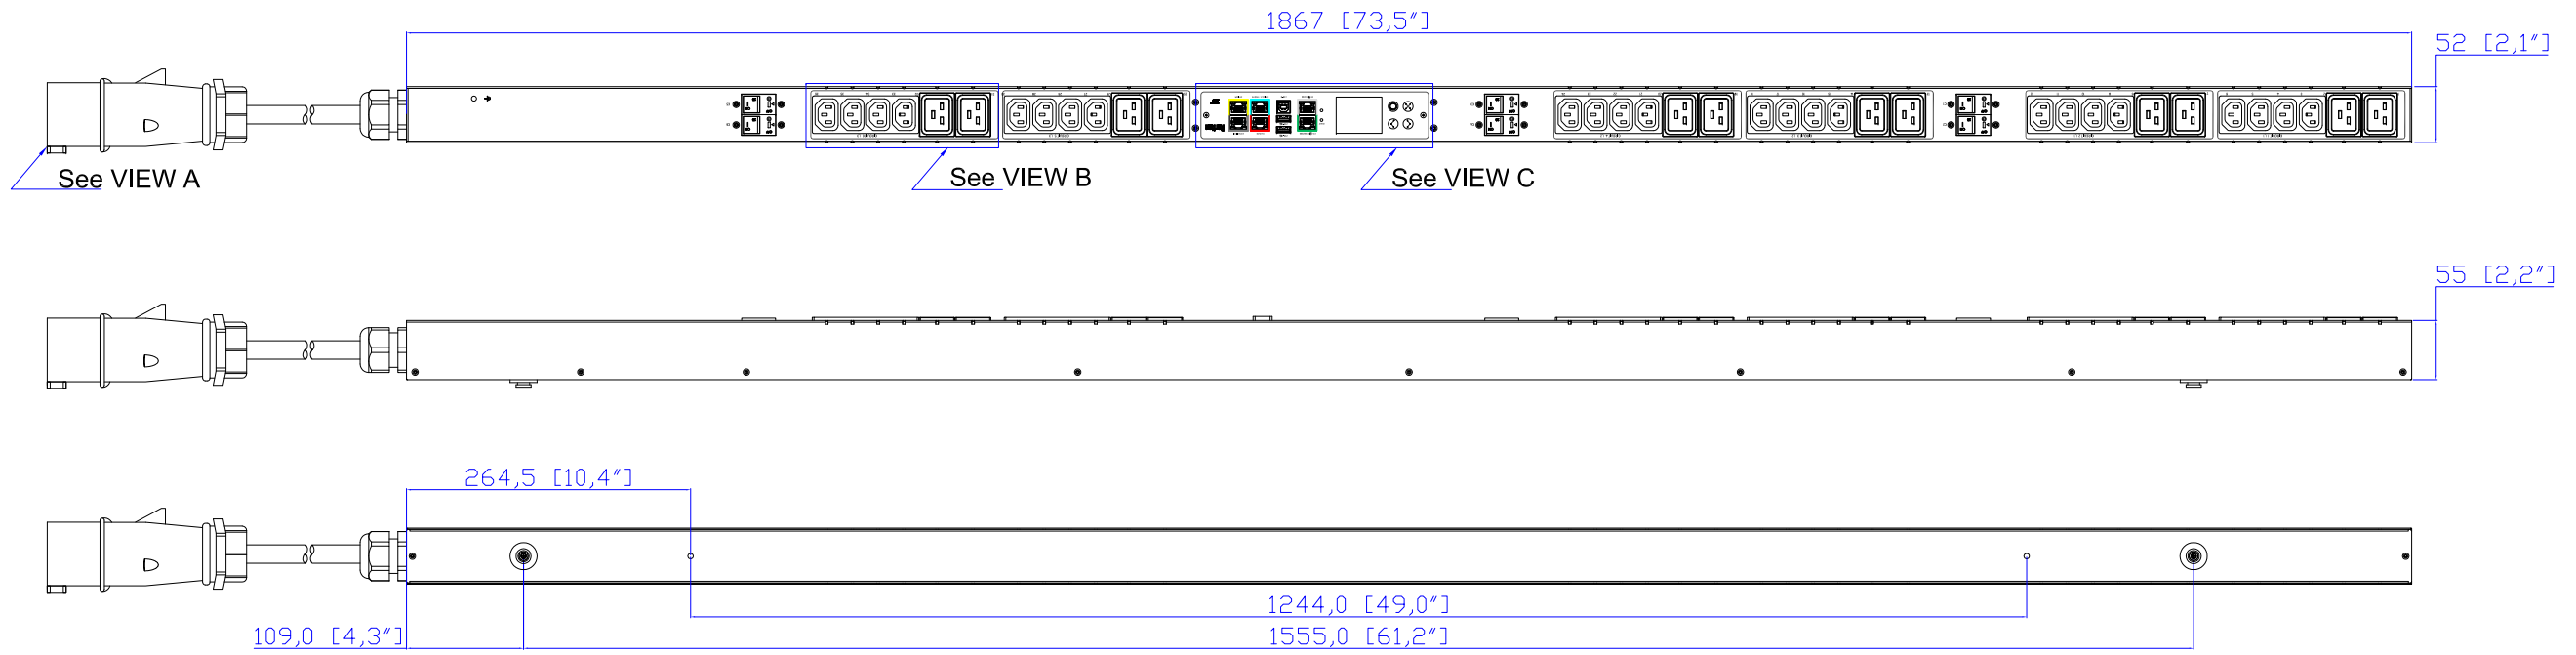 1867 [73,5"]
52 [2,1"]
See VIEW A
See VIEW B
See VIEW C
55 [2,2"]
264,5 [10,4"]
1244,0 [49,0"]
109,0 [4,3"]
1555,0 [61,2"]